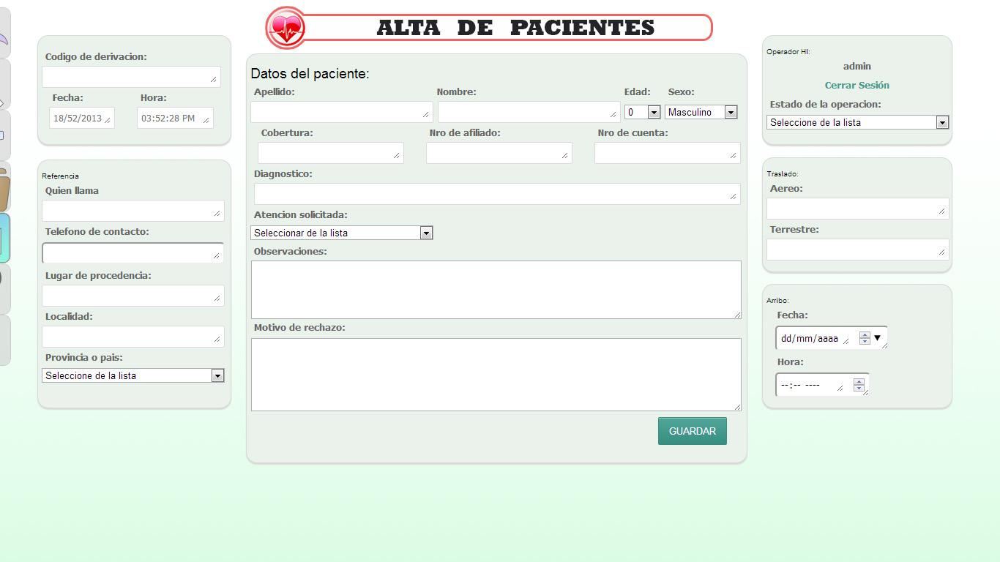 ALTA DE PACIENTES
Codigo de derivacion:
Fecha: Hora:
18/52/2013 03:52:28 PM
Referencia
Quien llama
Telefono de contacto:
Lugar de procedencia:
Localidad:
Provincia o pais:
Seleccione de la lista
Datos del paciente:
Apellido: Nombre: Edad: Sexo:
0 Masculino
Cobertura: Nro de afiliado: Nro de cuenta:
Diagnostico:
Atencion solicitada:
Seleccionar de la lista
Observaciones:
Motivo de rechazo:
GUARDAR
Operador HI:
admin
Cerrar Sesión
Estado de la operacion:
Seleccione de la lista
Traslado:
Aereo:
Terrestre:
Arribo:
Fecha:
dd/mm/aaaa
Hora:
--:-- ----